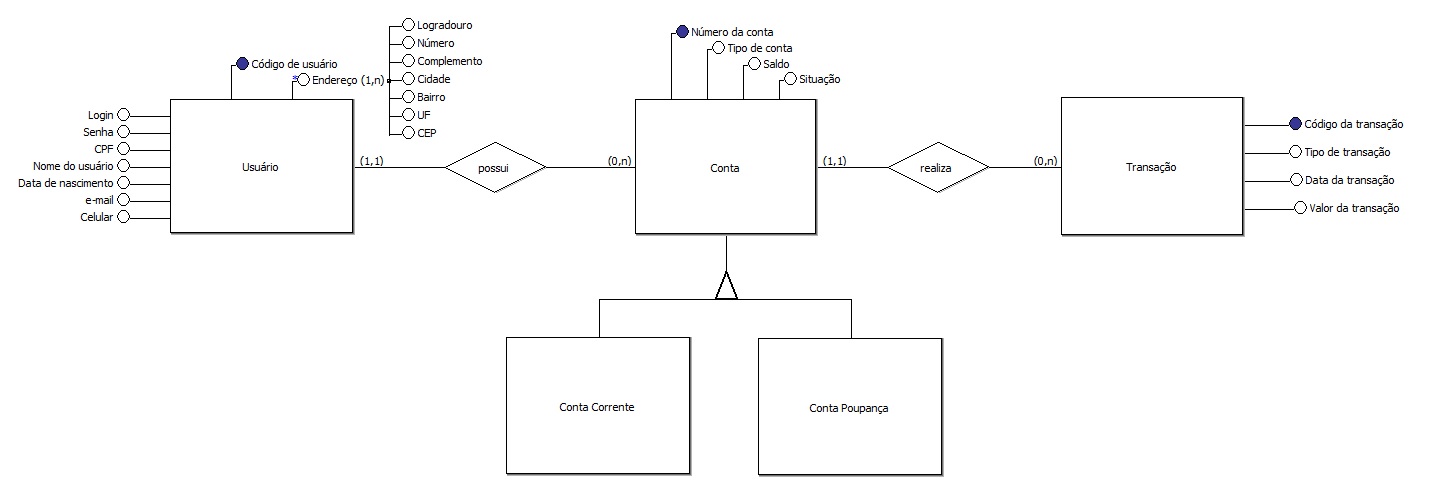 Logradouro
Número
Complemento
Cidade
Bairro
UF
CEP
Código de usuário
Endereço (1,n)
Login
Senha
CPF
Nome do usuário
Data de nascimento
e-mail
Celular
Usuário
(1,1)
possui
(0,n)
Número da conta
Tipo de conta
Saldo
Situação
Conta
(1,1)
realiza
(0,n)
Transação
Código da transação
Tipo de transação
Data da transação
Valor da transação
Conta Corrente
Conta Poupança